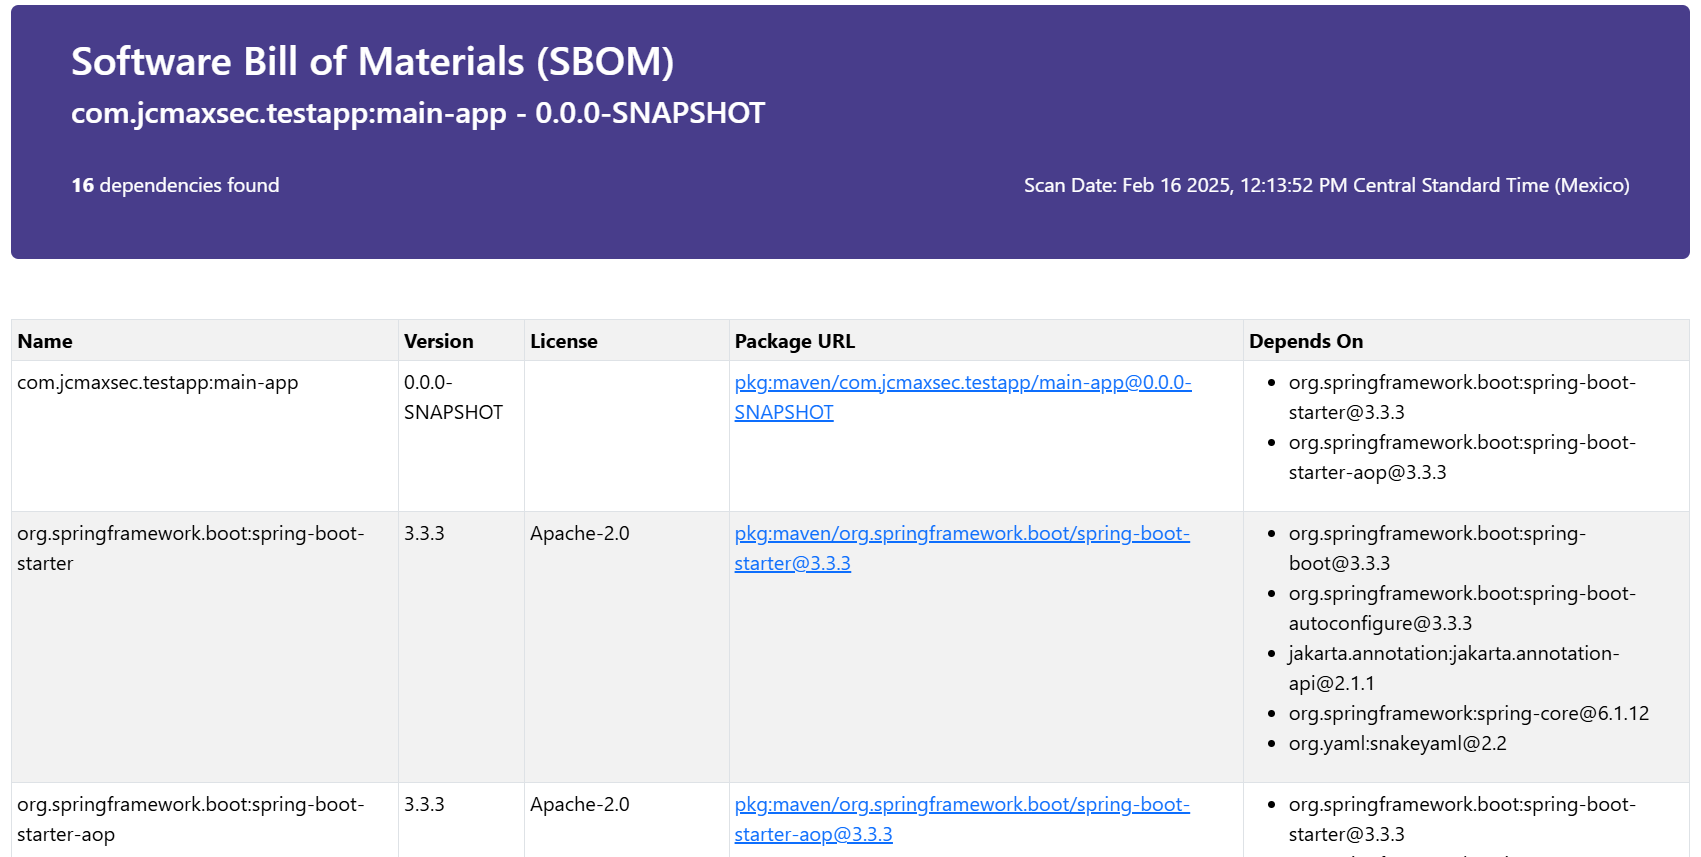 Software Bill of Materials (SBOM)
com.jcmaxsec.testapp:main-app - 0.0.0-SNAPSHOT
16 dependencies found
Scan Date: Feb 16 2025, 12:13:52 PM Central Standard Time (Mexico)
Name
Version
License
Package URL
Depends On
com.jcmaxsec.testapp:main-app
0.0.0-
SNAPSHOT
pkg:maven/com.jcmaxsec.testapp/main-app@0.0.0-
SNAPSHOT
org.springframework.boot:spring-boot-
starter@3.3.3
org.springframework.boot:spring-boot-
starter-aop@3.3.3
org.springframework.boot:spring-boot-
starter
3.3.3
Apache-2.0
pkg:maven/org.springframework.boot/spring-boot-
starter@3.3.3
org.springframework.boot:spring-
boot@3.3.3
org.springframework.boot:spring-boot-
autoconfigure@3.3.3
jakarta.annotation:jakarta.annotation-
api@2.1.1
org.springframework:spring-core@6.1.12
org.yaml:snakeyaml@2.2
org.springframework.boot:spring-boot-
starter-aop
3.3.3
Apache-2.0
pkg:maven/org.springframework.boot/spring-boot-
starter-aop@3.3.3
org.springframework.boot:spring-boot-
starter@3.3.3